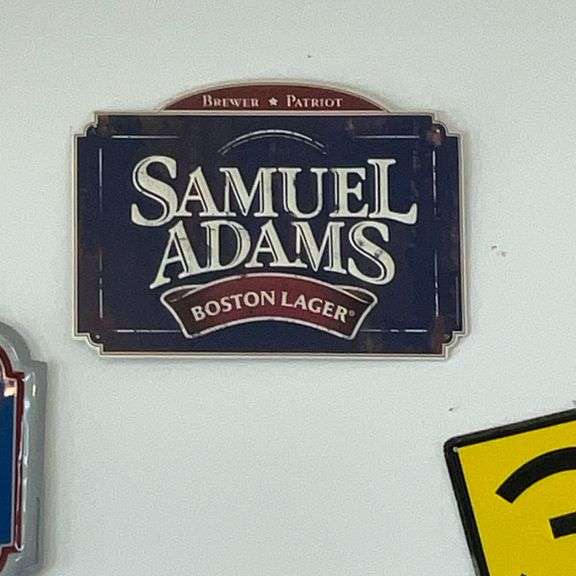 BREWER ★ PATRIOT
SAMUEL
ADAMS
BOSTON LAGER®